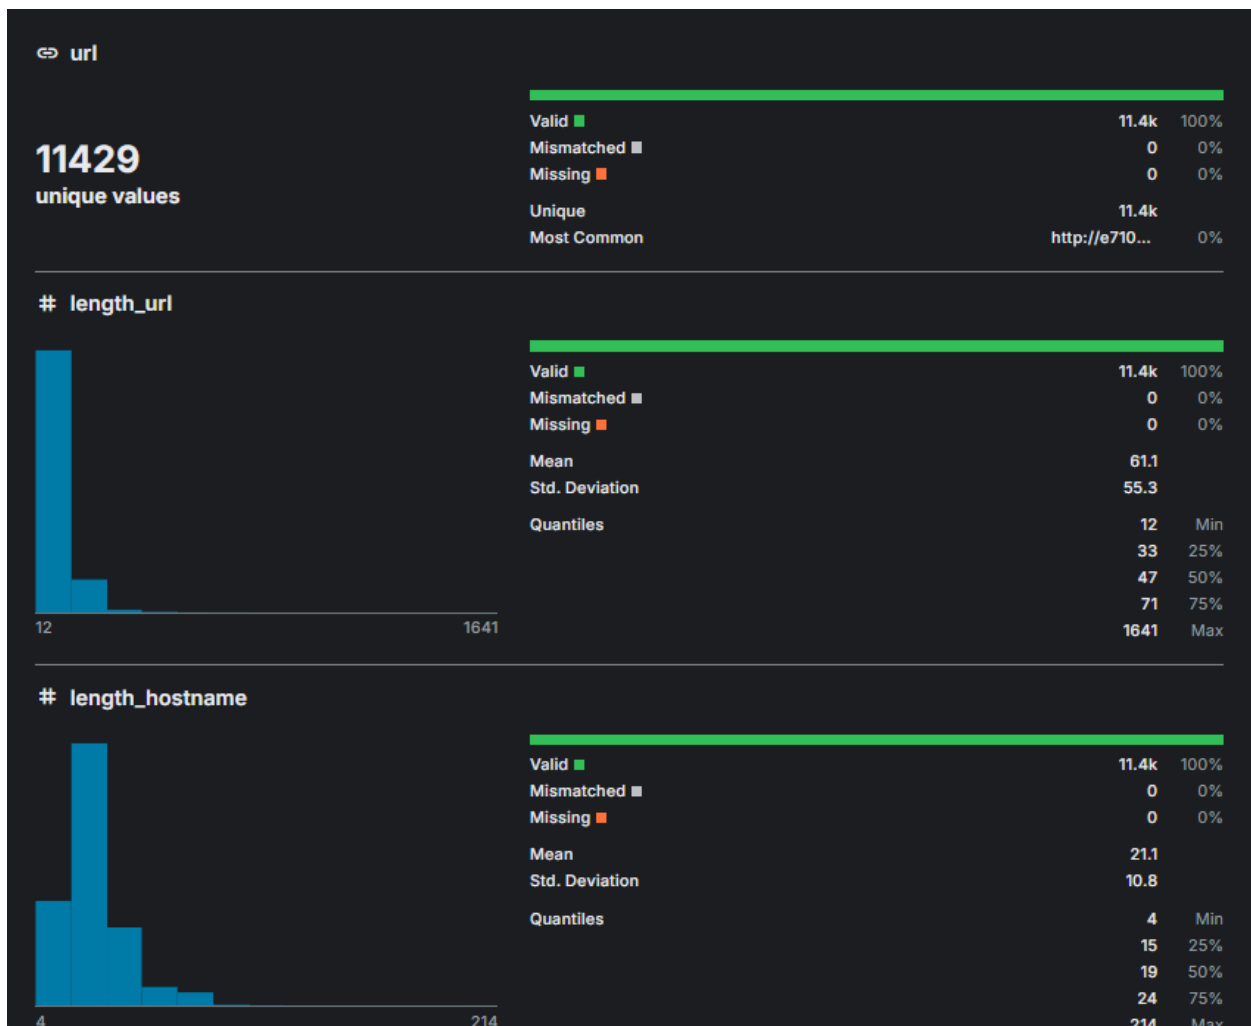 url
11429
unique values
Valid 11.4k 100%
Mismatched 0 0%
Missing 0 0%
Unique 11.4k
Most Common http://e710... 0%
# length_url
12 1641
Valid 11.4k 100%
Mismatched 0 0%
Missing 0 0%
Mean 61.1
Std. Deviation 55.3
Quantiles 12 Min
33 25%
47 50%
71 75%
1641 Max
# length_hostname
4 214
Valid 11.4k 100%
Mismatched 0 0%
Missing 0 0%
Mean 21.1
Std. Deviation 10.8
Quantiles 4 Min
15 25%
19 50%
24 75%
214 Max